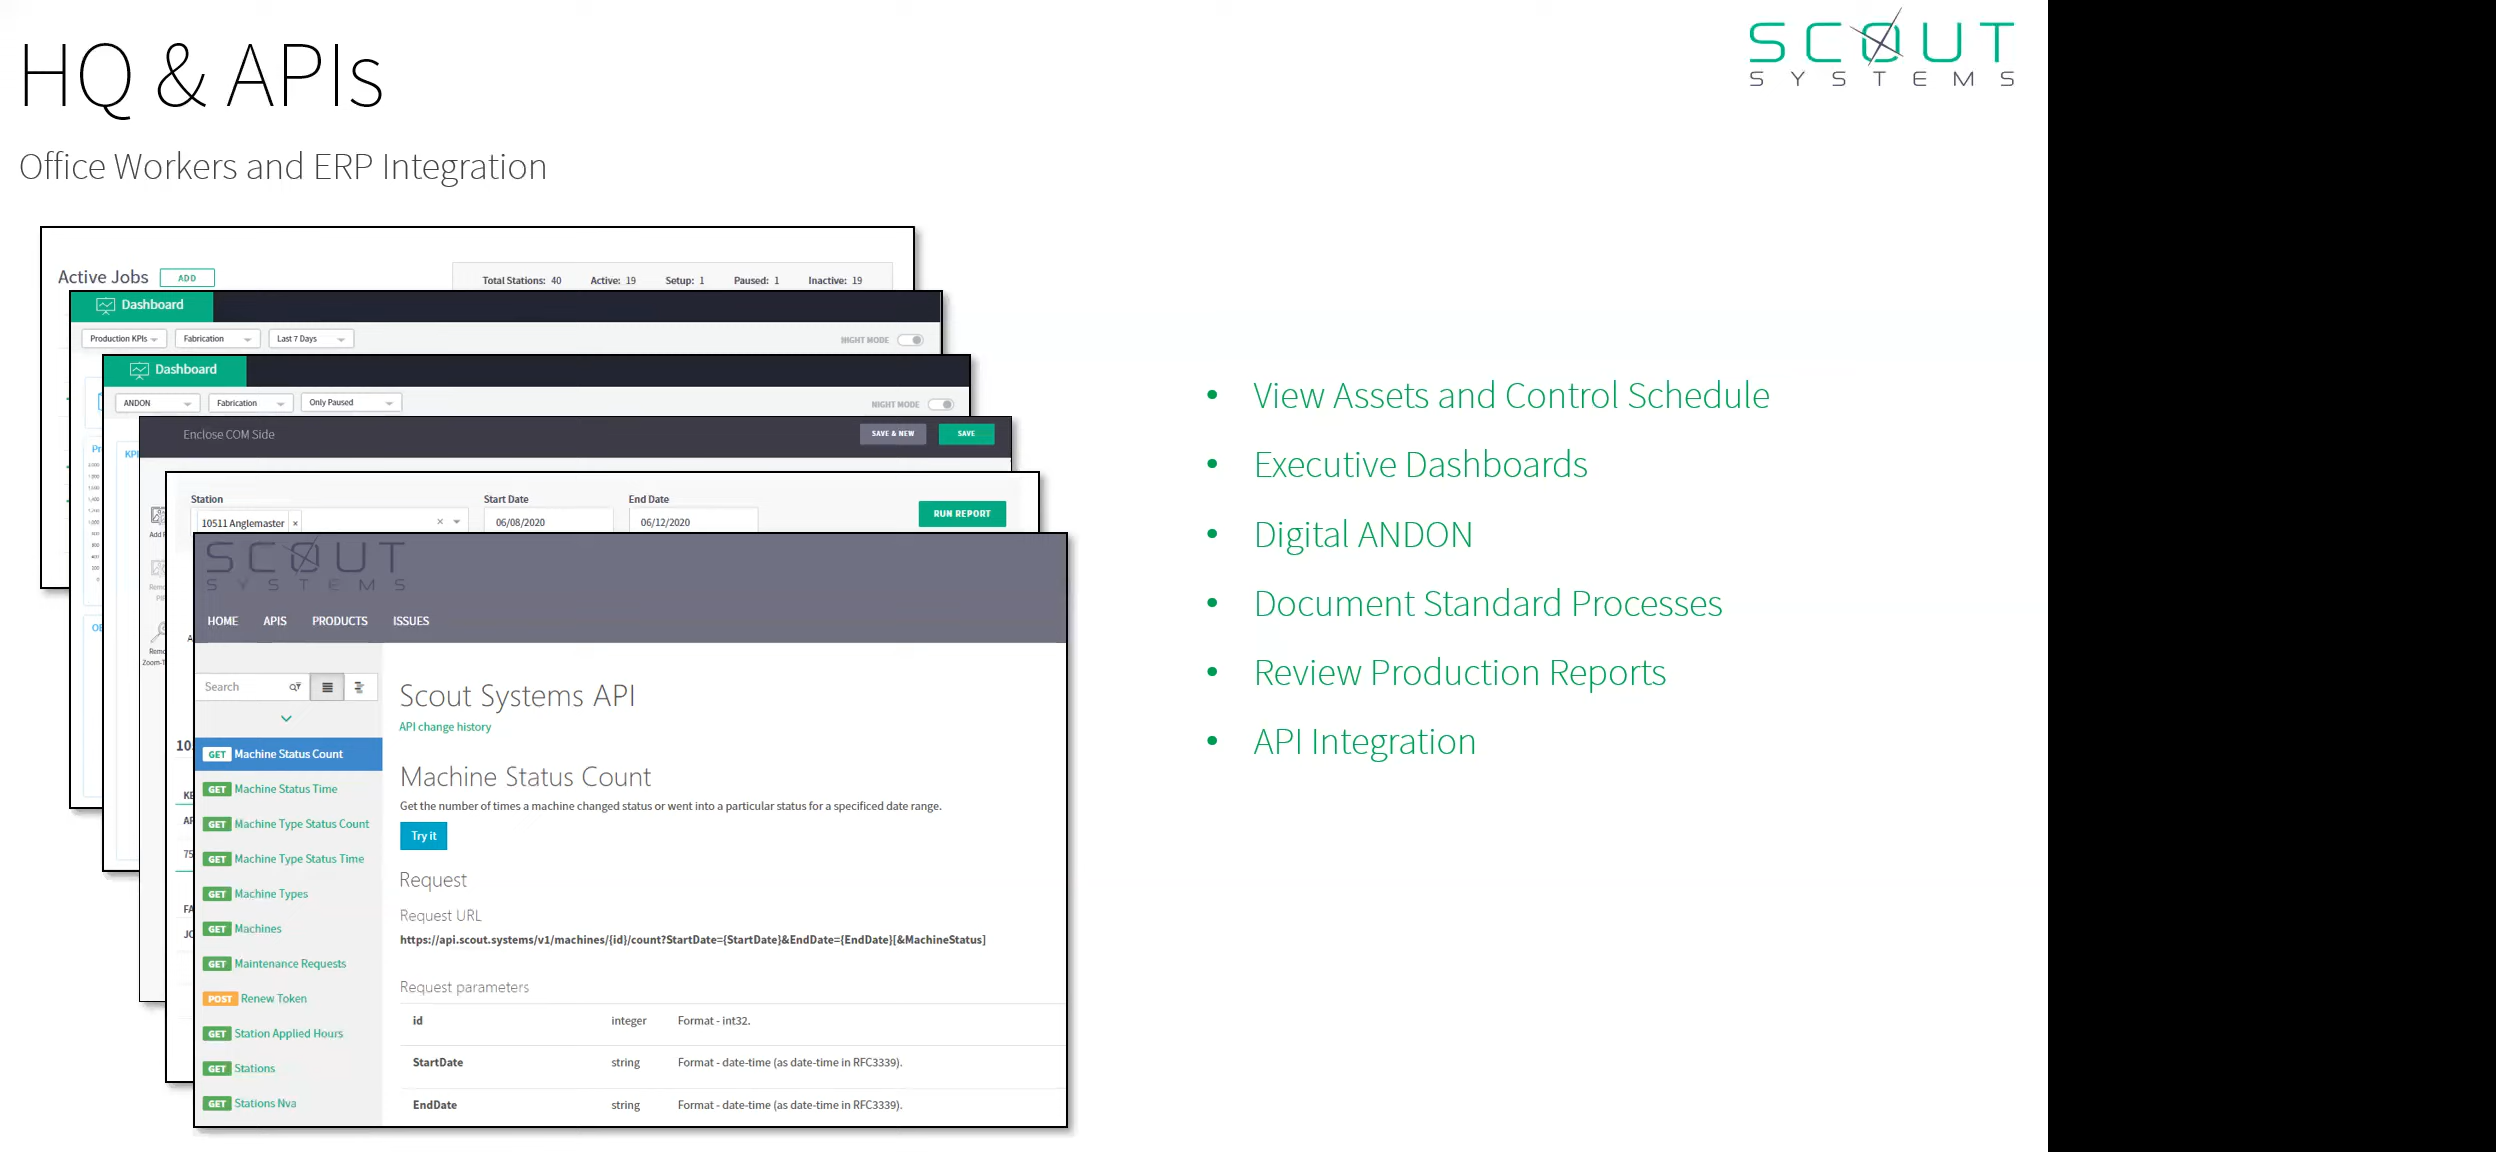 HQ & APIs
SCOUT
SYSTEMS
Office Workers and ERP Integration
Active Jobs ADD
Total Stations: 40 Active: 19 Setup: 1 Paused: 1 Inactive: 19
Dashboard
Production KPIs Fabrication Last 7 Days NIGHT MODE
Dashboard
ANDON Fabrication Only Paused NIGHT MODE
Enclose COM Side SAVE & NEW SAVE
Station Start Date End Date
10511 Anglemaster × × 06/08/2020 06/12/2020 RUN REPORT
SCOUT
SYSTEMS
HOME APIS PRODUCTS ISSUES
Search
GET Machine Status Count
GET Machine Status Time
GET Machine Type Status Count
GET Machine Type Status Time
GET Machine Types
GET Machines
GET Maintenance Requests
POST Renew Token
GET Station Applied Hours
GET Stations
GET Stations Nva
Scout Systems API
API change history
Machine Status Count
Get the number of times a machine changed status or went into a particular status for a specificed date range.
Try it
Request
Request URL
https://api.scout.systems/v1/machines/{id}/count?StartDate={StartDate}&EndDate={EndDate}[&MachineStatus]
Request parameters
id integer Format - int32.
StartDate string Format - date-time (as date-time in RFC3339).
EndDate string Format - date-time (as date-time in RFC3339).
• View Assets and Control Schedule
• Executive Dashboards
• Digital ANDON
• Document Standard Processes
• Review Production Reports
• API Integration